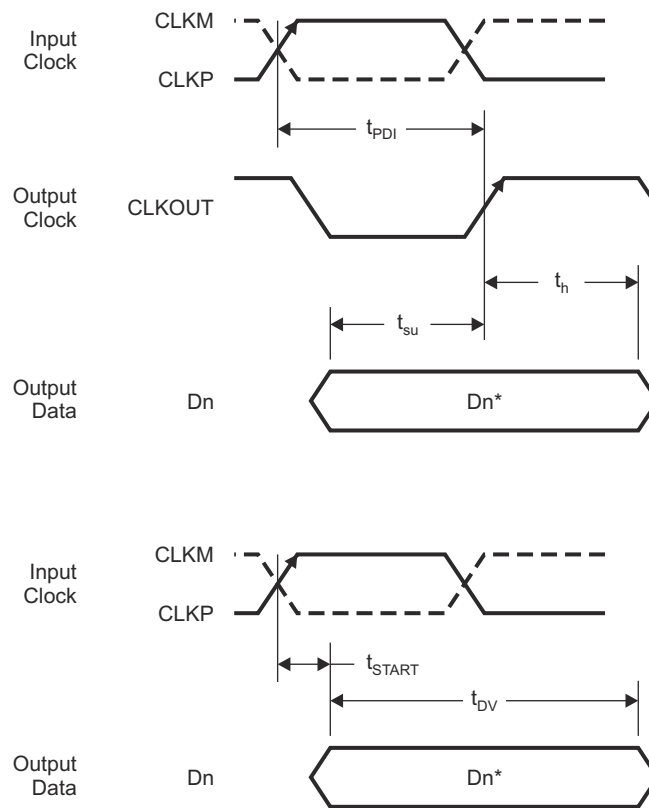 Input
Clock
CLKM
CLKP
tPDI
Output
Clock
CLKOUT
th
tsu
Output
Data
Dn
Dn*
Input
Clock
CLKM
CLKP
tSTART
tDV
Output
Data
Dn
Dn*